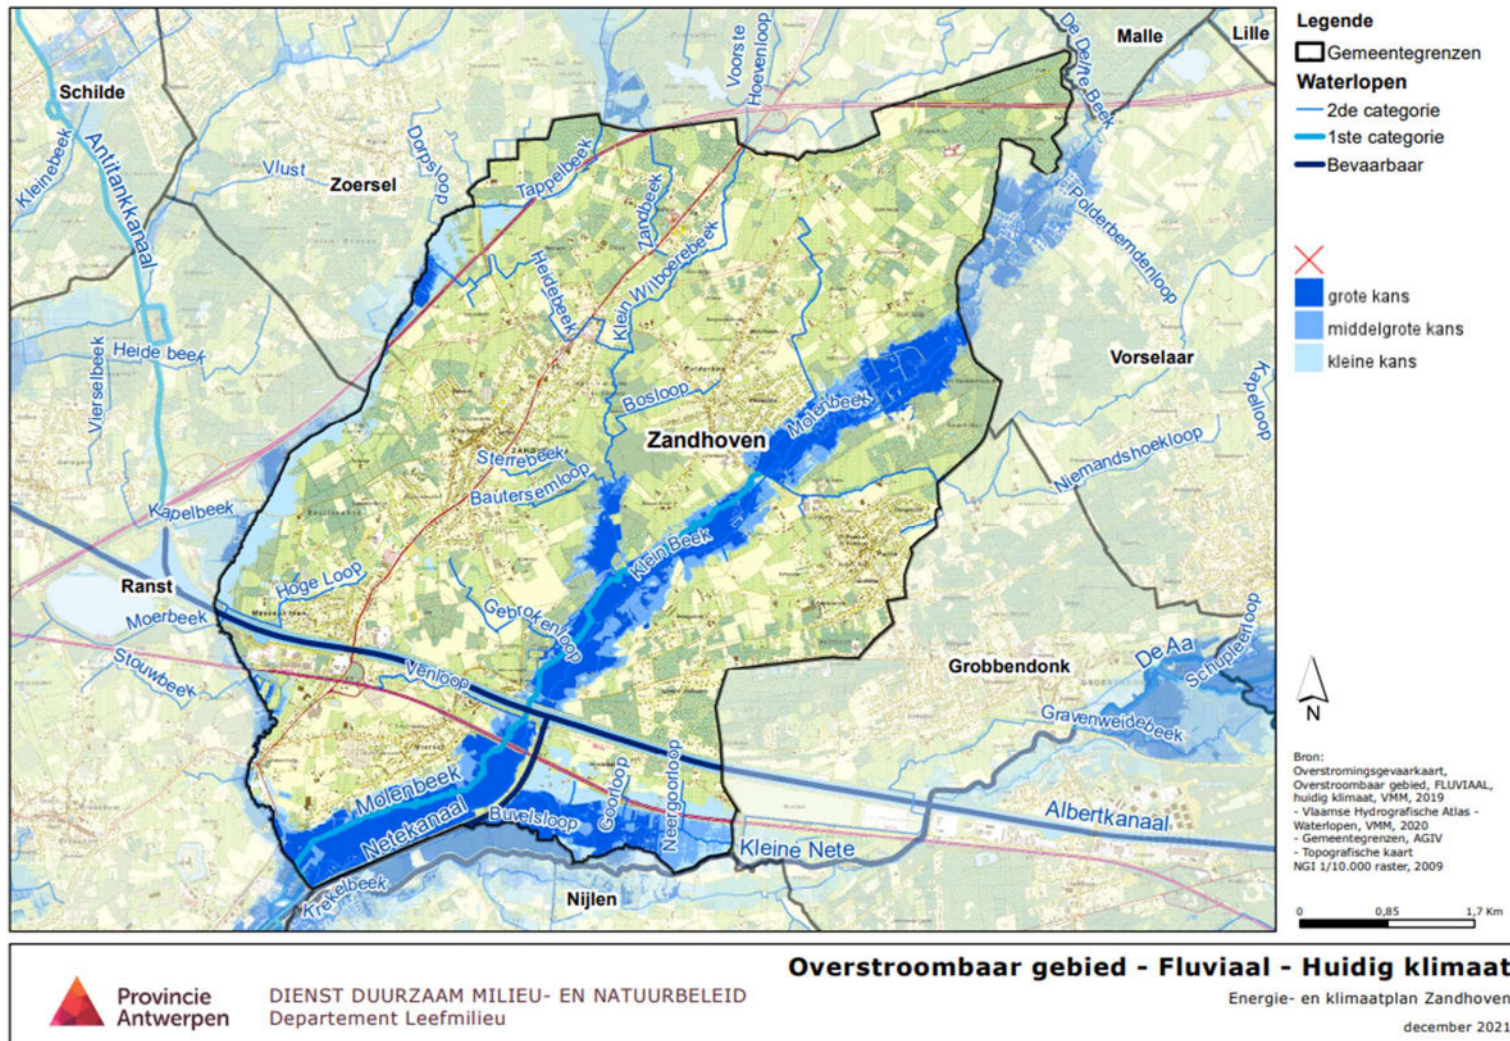 Malle
Lille
Schilde
Zoersel
Ranst
Zandhoven
Vorselaar
Grobbendonk
Nijlen
De Delfte Beek
Voorste
Hoevenloop
Kleinebeek
Antitankkanaal
Vlust
Dorpsloop
Tappelbeek
Zandbeek
Polderbemdenloop
Heidebeek
Klein Wilboerebeek
Heide beek
Vierselbeek
Kapelloop
Bosloop
Molenbeek
Niemandshoekloop
Sterrebeek
Bautersemloop
Kapelbeek
Klein Beek
Hoge Loop
Moerbeek
Gebrokenloop
Stouwbeek
Venloop
De Aa
Schupleerloop
Gravenweidebeek
Molenbeek
Netekanaal
Buvelsloop
Goorloop
Neergoorloop
Albertkanaal
Kleine Nete
Krekelbeek
Legende
Gemeentegrenzen
Waterlopen
2de categorie
1ste categorie
Bevaarbaar
grote kans
middelgrote kans
kleine kans
N
Bron:
Overstromingsgevaarkaart,
Overstroombaar gebied, FLUVIAAL,
huidig klimaat, VMM, 2019
- Vlaamse Hydrografische Atlas -
Waterlopen, VMM, 2020
- Gemeentegrenzen, AGIV
- Topografische kaart
NGI 1/10.000 raster, 2009
0 0,85 1,7 Km
Provincie
Antwerpen
DIENST DUURZAAM MILIEU- EN NATUURBELEID
Departement Leefmilieu
Overstroombaar gebied - Fluviaal - Huidig klimaat
Energie- en klimaatplan Zandhoven
december 2021